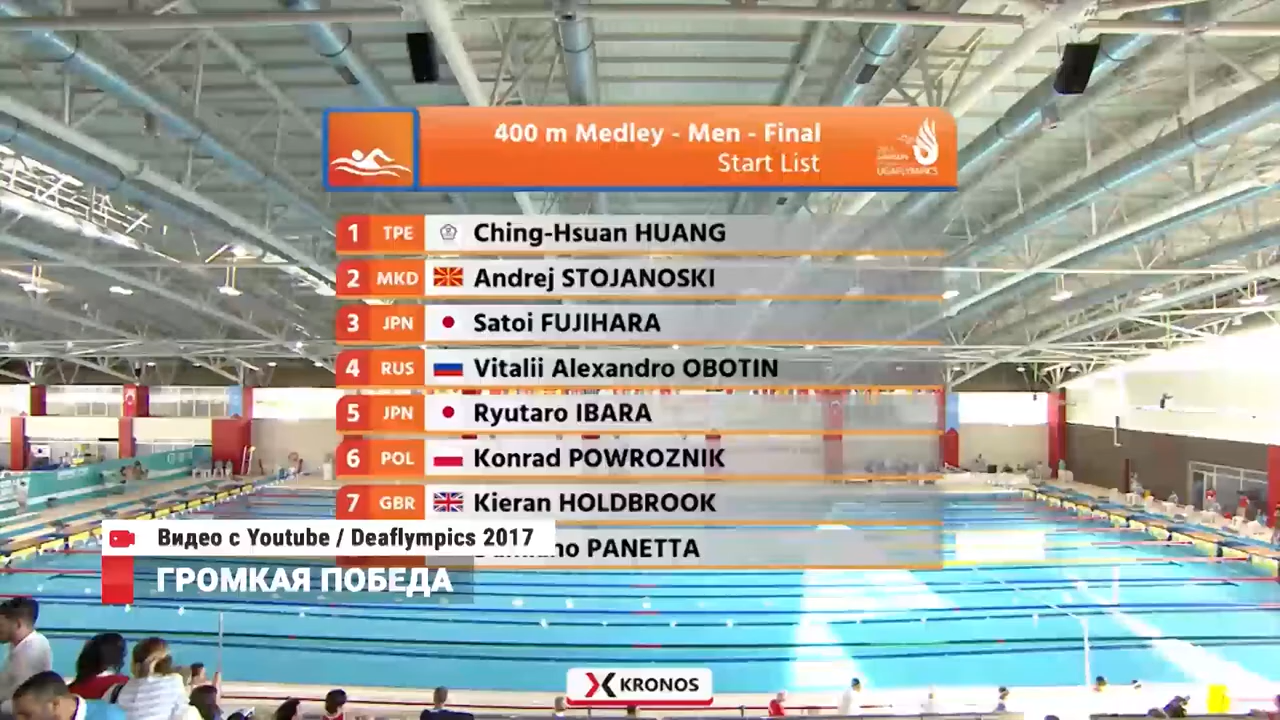 400 m Medley - Men - Final
Start List
1 TPE Ching-Hsuan HUANG
2 MKD Andrej STOJANOSKI
3 JPN Satoi FUJIHARA
4 RUS Vitalii Alexandro OBOTIN
5 JPN Ryutaro IBARA
6 POL Konrad POWROZNIK
7 GBR Kieran HOLDBROOK
PANETTA
Видео с Youtube / Deaflympics 2017
ГРОМКАЯ ПОБЕДА
KRONOS